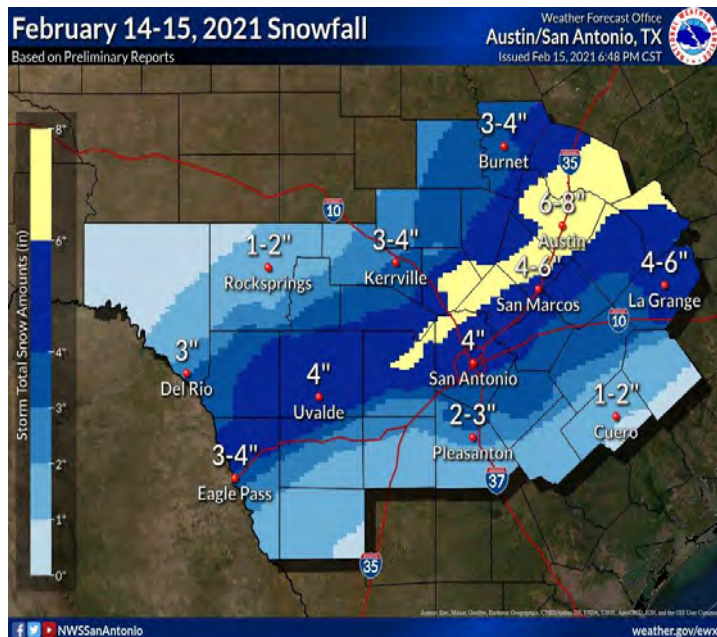 February 14-15, 2021 Snowfall
Based on Preliminary Reports
Weather Forecast Office
Austin/San Antonio, TX
Issued Feb 15, 2021 6:48 PM CST
8"
6"
4"
3"
2"
1"
0"
Storm Total Snow Amounts (in)
3-4"
Burnet
35
6-8"
Austin
10
1-2"
Rocksprings
3-4"
Kerrville
4-6
San Marcos
4-6"
La Grange
10
3"
Del Rio
4"
Uvalde
4"
San Antonio
2-3"
Pleasanton
1-2"
Cuero
3-4"
Eagle Pass
37
35
NWSSanAntonio
weather.gov/ewx